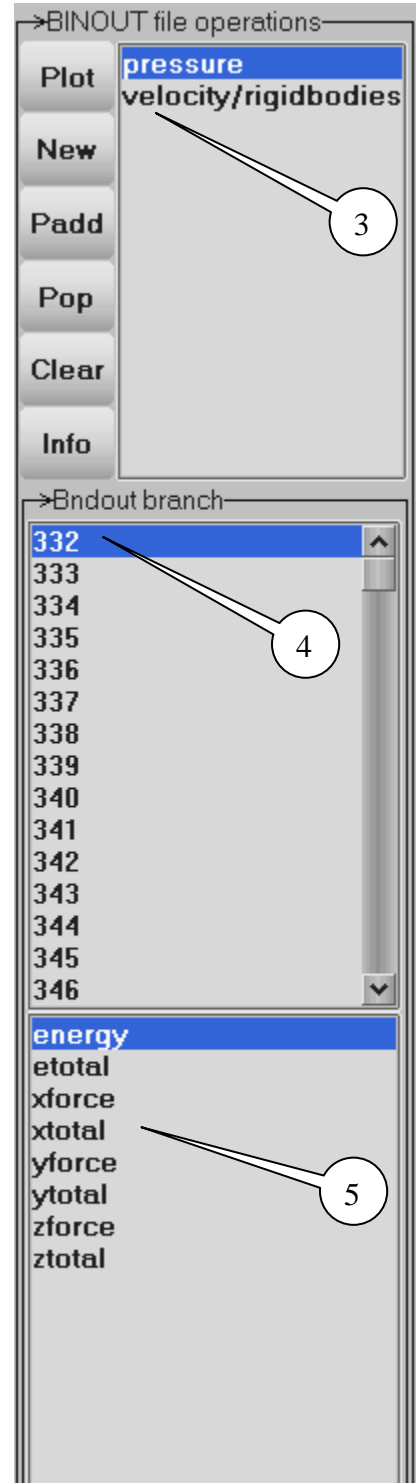 ->BINOUT file operations
Plot
New
Padd
Pop
Clear
Info
pressure
velocity/rigidbodies
3
->Bndout branch
332
333
334
335
336
337
338
339
340
341
342
343
344
345
346
4
energy
etotal
xforce
xtotal
yforce
ytotal
zforce
ztotal
5